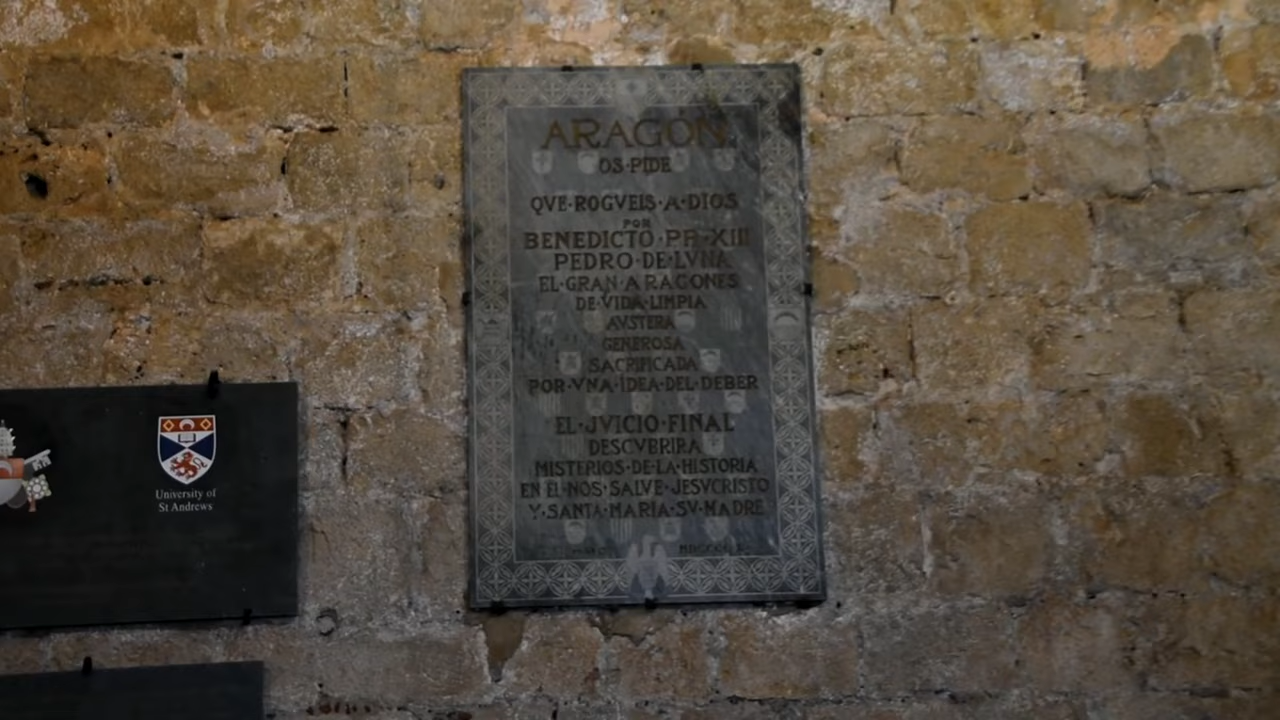 ARAGON
OS·PIDE
QVE·ROGVEIS·A·DIOS
POR
BENEDICTO·PP·XIII
PEDRO·DE·LVNA
EL·GRAN·ARAGONES
DE·VIDA·LIMPIA
AVSTERA
GENEROSA
SACRIFICADA
POR·VNA·IDEA·DEL·DEBER
EL·JVICIO·FINAL
DESCVBRIRA
MISTERIOS·DE·LA·HISTORIA
EN·EL·NOS·SALVE·JESVCRISTO
Y·SANTA·MARIA·SV·MADRE
University of
St Andrews